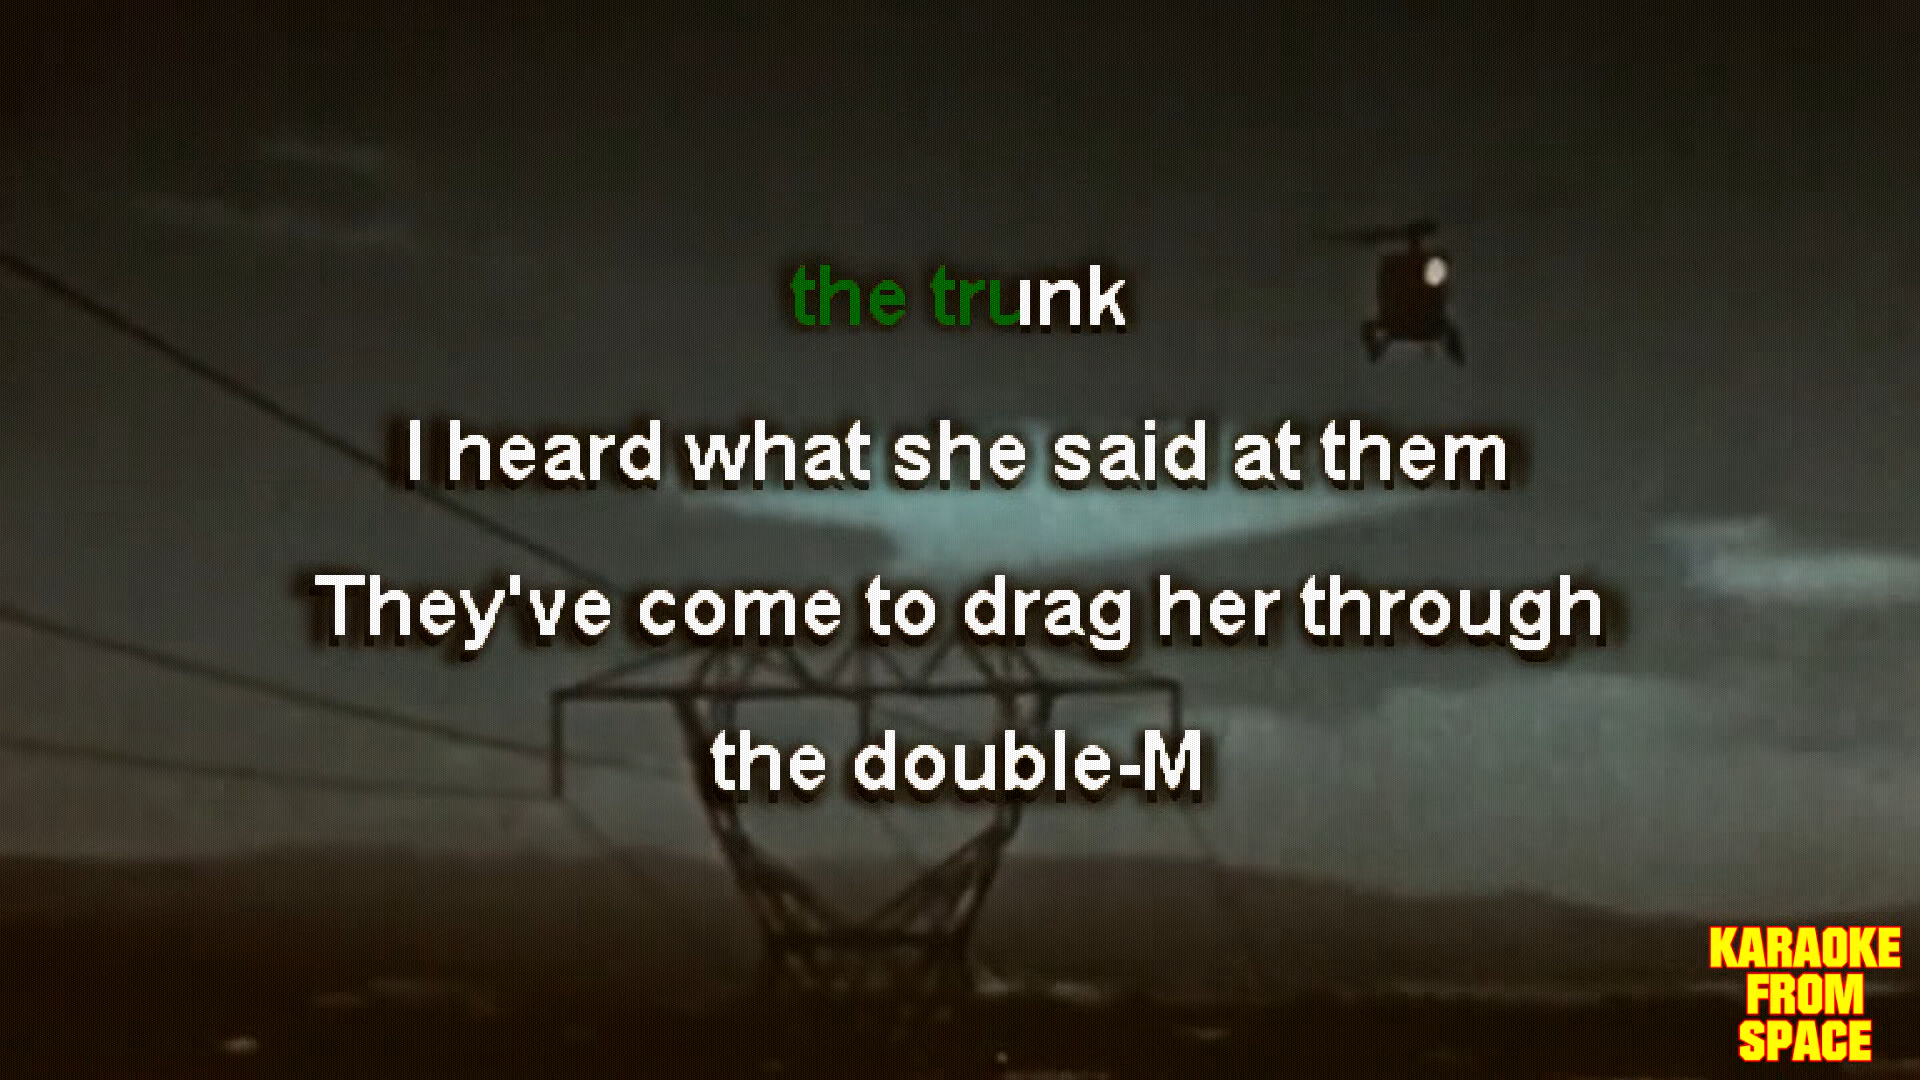 the trunk
I heard what she said at them
They've come to drag her through
the double-M
KARAOKE
FROM
SPACE